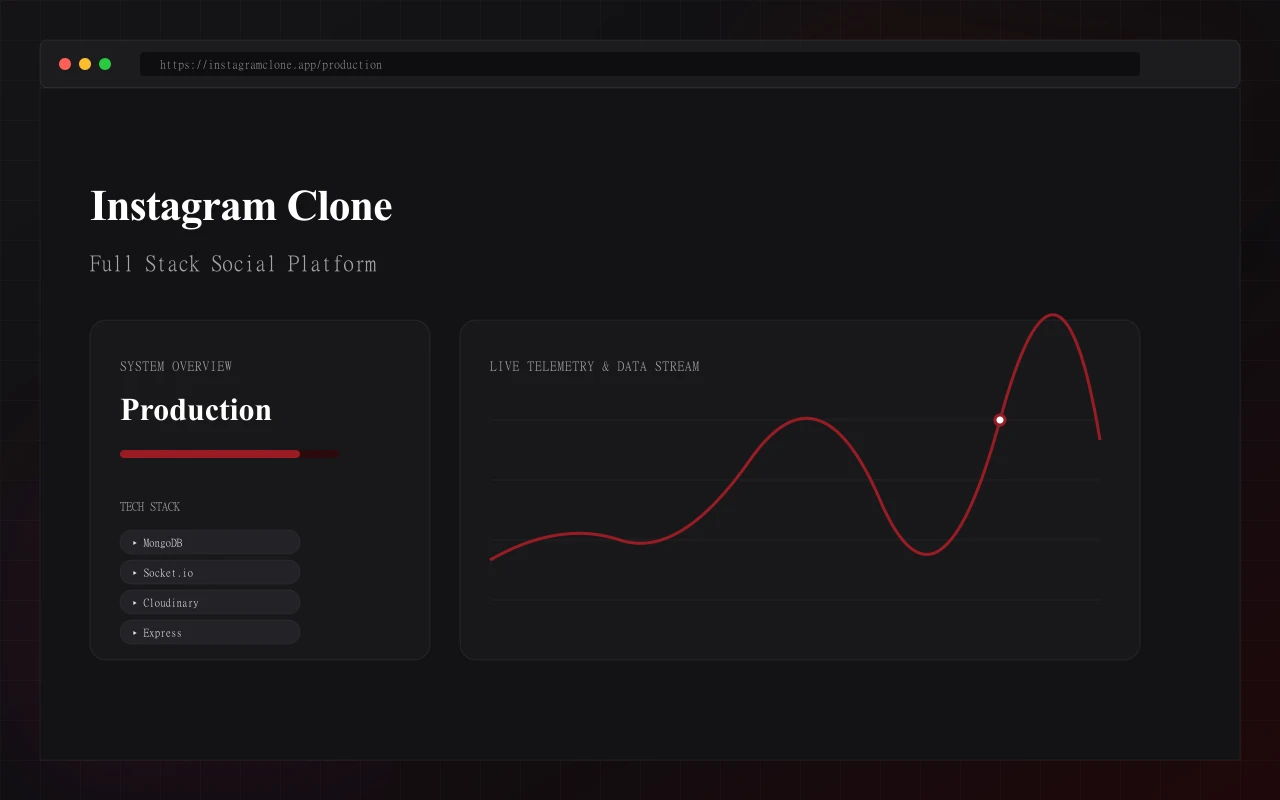 https://instagramclone.app/production
Instagram Clone
Full Stack Social Platform
SYSTEM OVERVIEW
Production
TECH STACK
▸ MongoDB
▸ Socket.io
▸ Cloudinary
▸ Express
LIVE TELEMETRY & DATA STREAM